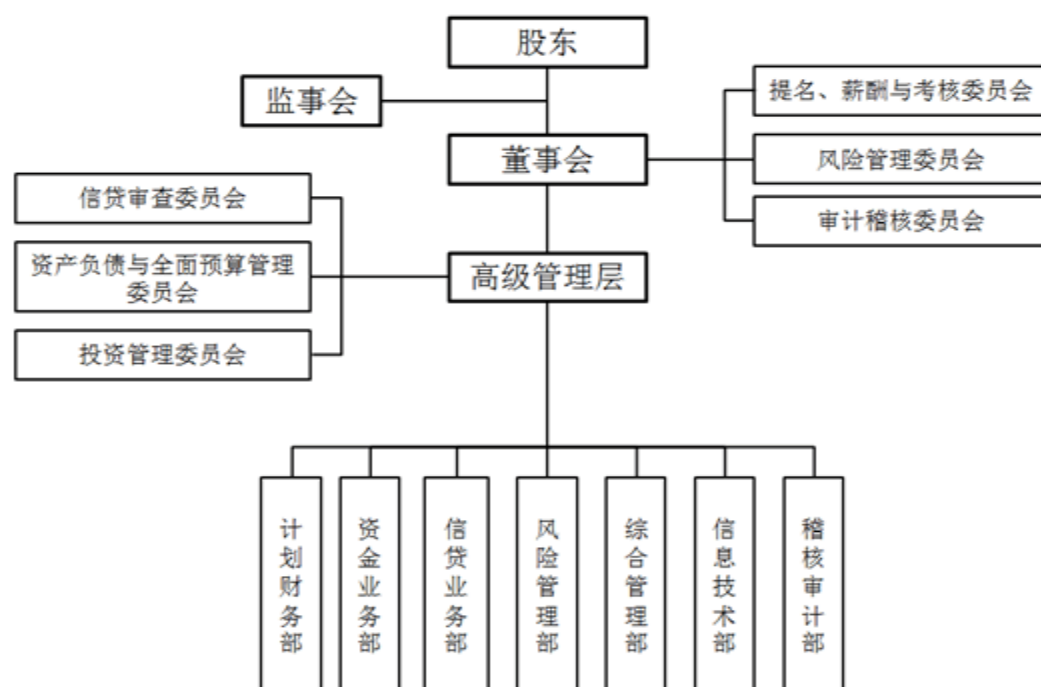 股东
监事会
提名、薪酬与考核委员会
董事会
风险管理委员会
信贷审查委员会
审计稽核委员会
资产负债与全面预算管理
委员会
高级管理层
投资管理委员会
计划财务部
资金业务部
信贷业务部
风险管理部
综合管理部
信息技术部
稽核审计部